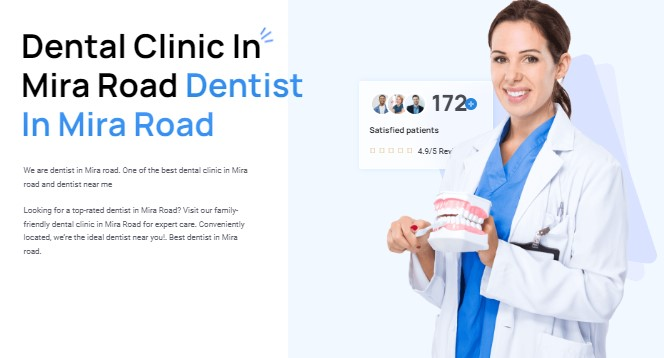 Dental Clinic In
Mira Road Dentist
In Mira Road
We are dentist in Mira road. One of the best dental clinic in Mira
road and dentist near me
Looking for a top-rated dentist in Mira Road? Visit our family-
friendly dental clinic in Mira Road for expert care. Conveniently
located, we're the ideal dentist near you!. Best dentist in Mira
road.
172+
Satisfied patients
4.9/5 Rev